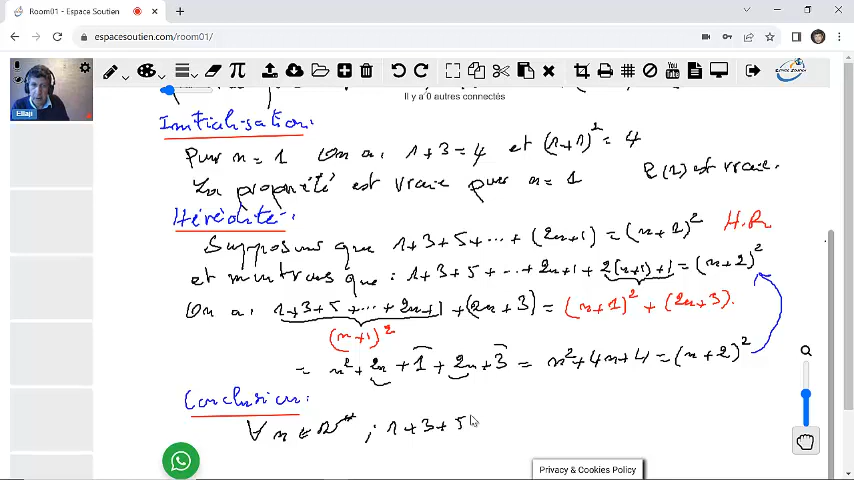 Room01 - Espace Soutien
espacesoutien.com/room01/
Espace Soutien
Il y a 0 autres connectés
Ellaji
Initialisation:
Pour n = 1 On a: 1+3=4 et (1+1)² = 4
La propriété est vraie pour n = 1 P(1) est vraie.
Hérédité:
Supposons que 1+3+5+...+(2n+1) = (n+1)² H.R
et montrons que: 1+3+5+...+2n+1+2(n+1)+1 = (n+2)²
On a: 1+3+5+...+2n+1+(2n+3) = (n+1)² + (2n+3).
(n+1)²
= n²+2n+1+2n+3 = n²+4n+4 = (n+2)²
Conclusion:
∀ n ∈ ℕ* ; 1+3+5
Privacy & Cookies Policy